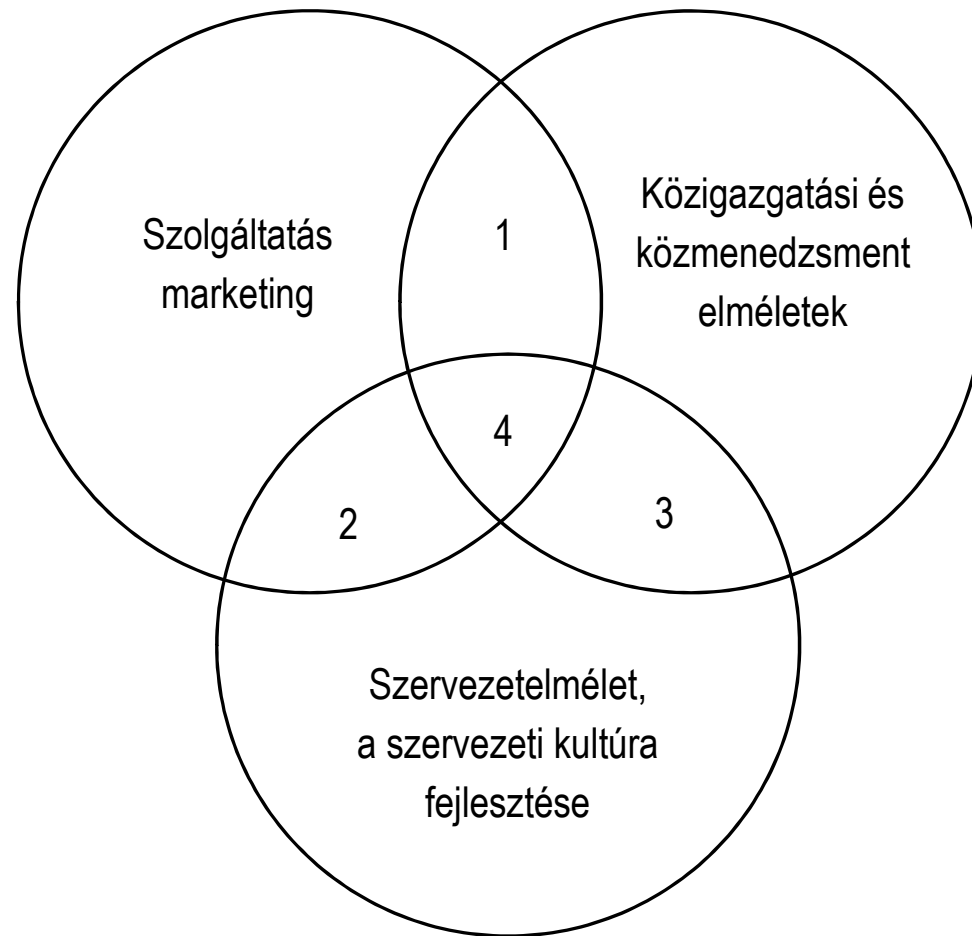 Szolgáltatás
marketing
1
Közigazgatási és
közmenedzsment
elméletek
4
2
3
Szervezetelmélet,
a szervezeti kultúra
fejlesztése